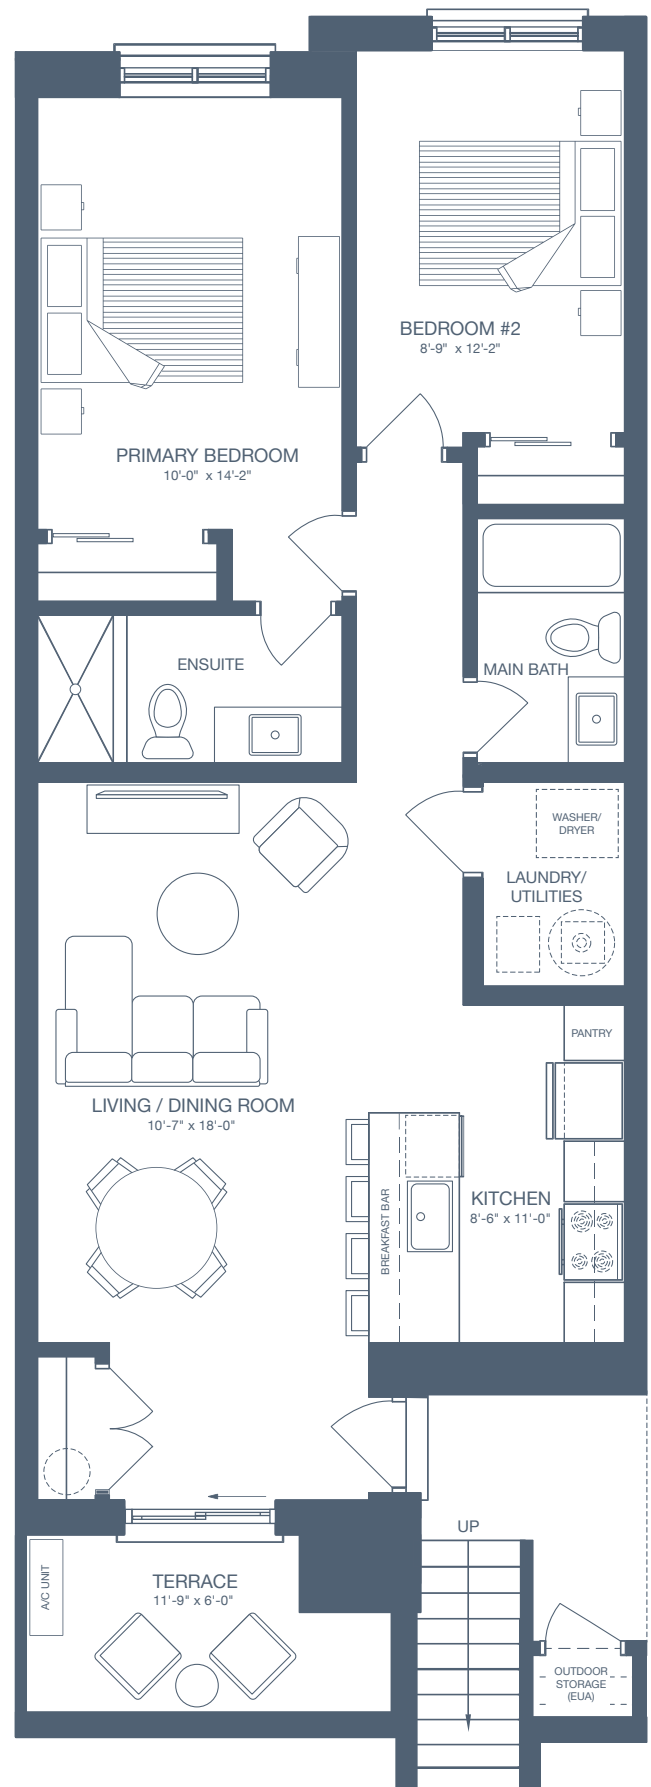 BEDROOM #2
8'-9" x 12'-2"
PRIMARY BEDROOM
10'-0" x 14'-2"
ENSUITE
MAIN BATH
WASHER/
DRYER
LAUNDRY/
UTILITIES
PANTRY
LIVING / DINING ROOM
10'-7" x 18'-0"
BREAKFAST BAR
KITCHEN
8'-6" x 11'-0"
UP
A/C UNIT
TERRACE
11'-9" x 6'-0"
OUTDOOR
STORAGE
(EUA)